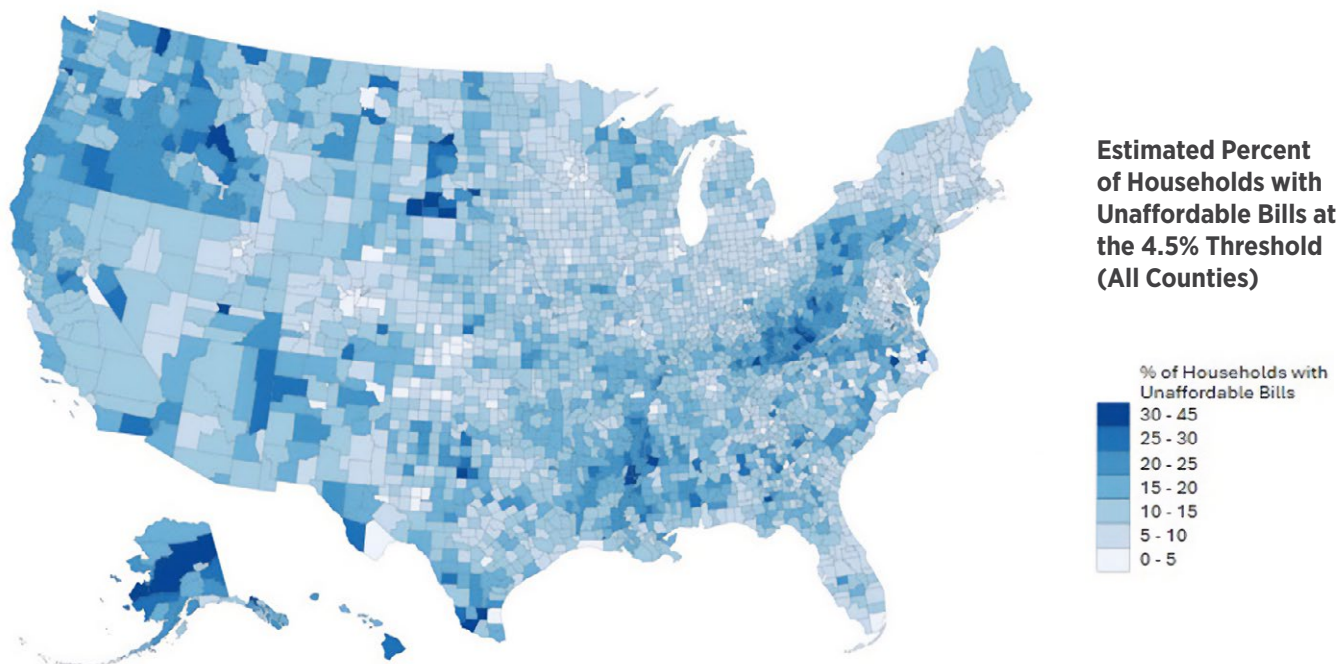 Estimated Percent
of Households with
Unaffordable Bills at
the 4.5% Threshold
(All Counties)
% of Households with
Unaffordable Bills
30 - 45
25 - 30
20 - 25
15 - 20
10 - 15
5 - 10
0 - 5